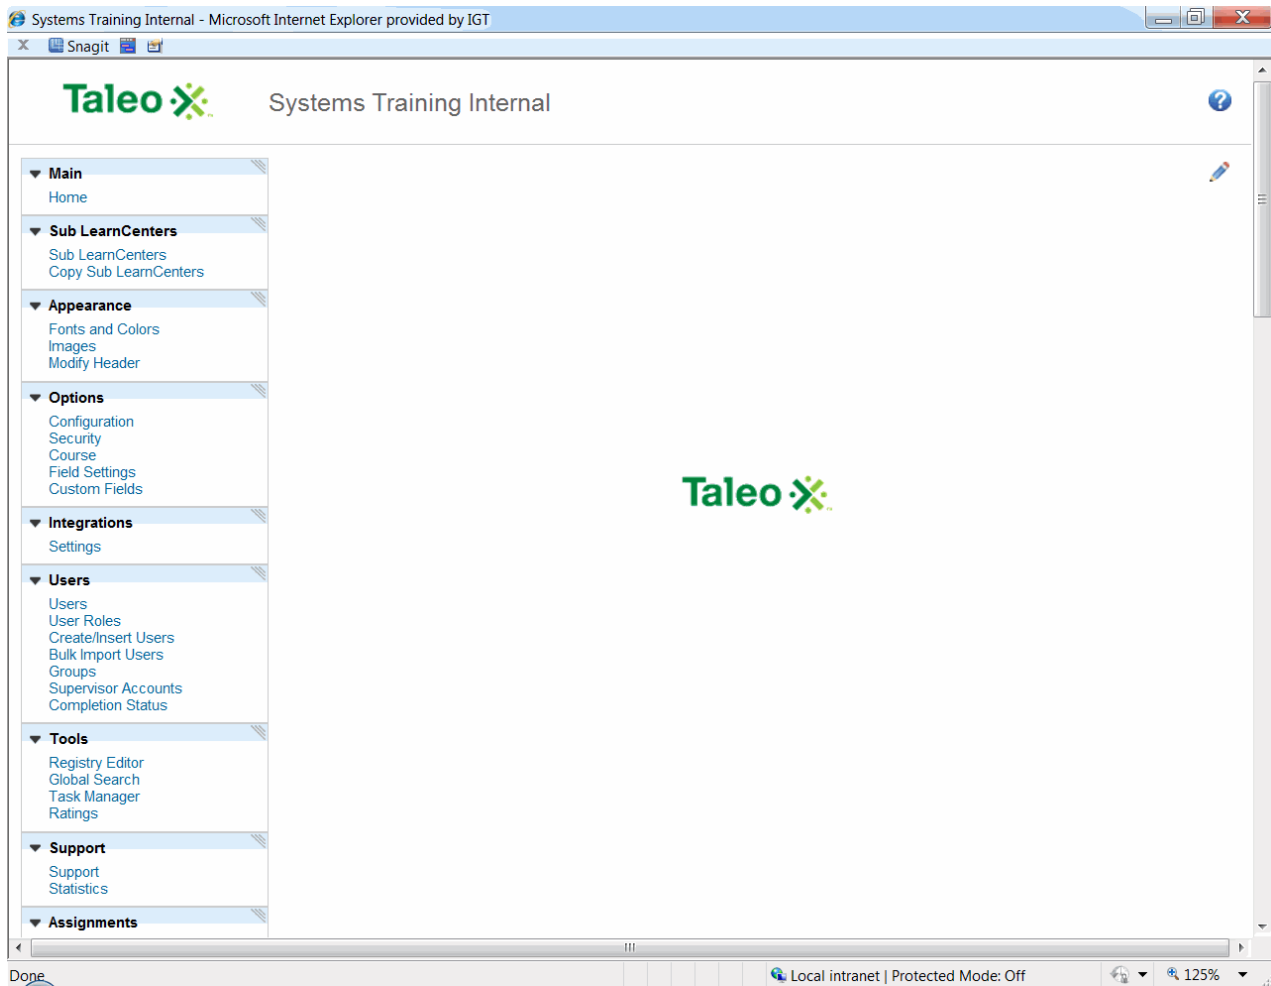 Systems Training Internal - Microsoft Internet Explorer provided by IGT
X Snagit
Taleo
Systems Training Internal
Main
Home
Sub LearnCenters
Sub LearnCenters
Copy Sub LearnCenters
Appearance
Fonts and Colors
Images
Modify Header
Options
Configuration
Security
Course
Field Settings
Custom Fields
Integrations
Settings
Taleo
Users
Users
User Roles
Create/Insert Users
Bulk Import Users
Groups
Supervisor Accounts
Completion Status
Tools
Registry Editor
Global Search
Task Manager
Ratings
Support
Support
Statistics
Assignments
Done Local intranet | Protected Mode: Off 125%